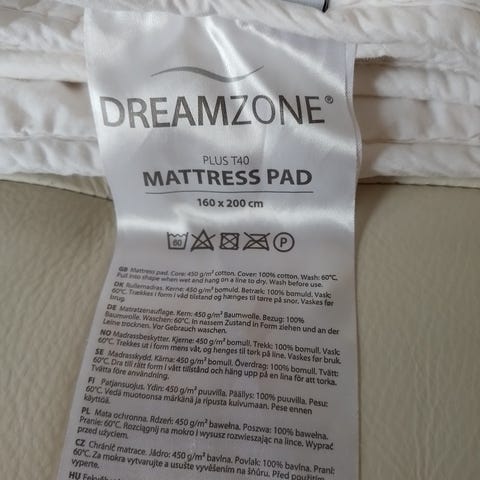 DREAMZONE®
PLUS T40
MATTRESS PAD
160 x 200 cm
60 P
GB Mattress pad. Core: 450 g/m² cotton. Cover: 100% cotton. Wash: 60°C.
Pull into shape when wet and hang on a line to dry. Wash before use.
DK Rullemadras. Kerne: 450 g/m² bomuld. Betræk: 100% bomuld. Vask:
60°C. Trækkes i form i våd tilstand og hænges til tørre på snor. Vaskes før
brug.
DE Matratzenauflage. Kern: 450 g/m² Baumwolle. Bezug: 100%
Baumwolle. Waschen: 60°C. In nassem Zustand in Form ziehen und an der
Leine trocknen. Vor Gebrauch waschen.
NO Madrassbeskytter. Kjerne: 450 g/m² bomull. Trekk: 100% bomull. Vask:
60°C. Trekkes ut i form mens våt, og henges til tørk på line. Vaskes før bruk.
SE Madrasskydd. Kärna: 450 g/m² bomull. Överdrag: 100% bomull. Tvätt:
60°C. Dra till rätt form i vått tillstånd och häng upp på en lina för att torka.
Tvätta före användning.
FI Patjansuojus. Ydin: 450 g/m² puuvilla. Päällys: 100% puuvilla. Pesu:
60°C. Vedä muotoonsa märkänä ja ripusta kuivumaan. Pese ennen
käyttöä.
PL Mata ochronna. Rdzeń: 450 g/m² bawełna. Poszwa: 100% bawełna.
Pranie: 60°C. Rozciągnij na mokro i wysusz rozwieszając na lince. Wyprać
przed użyciem.
CZ Chránič matrace. Jádro: 450 g/m² bavlna. Povlak: 100% bavlna. Praní:
60°C. Za mokra vytvarujte a usušte vyvěšením na šňůru. Před použitím
vyperte.
HU